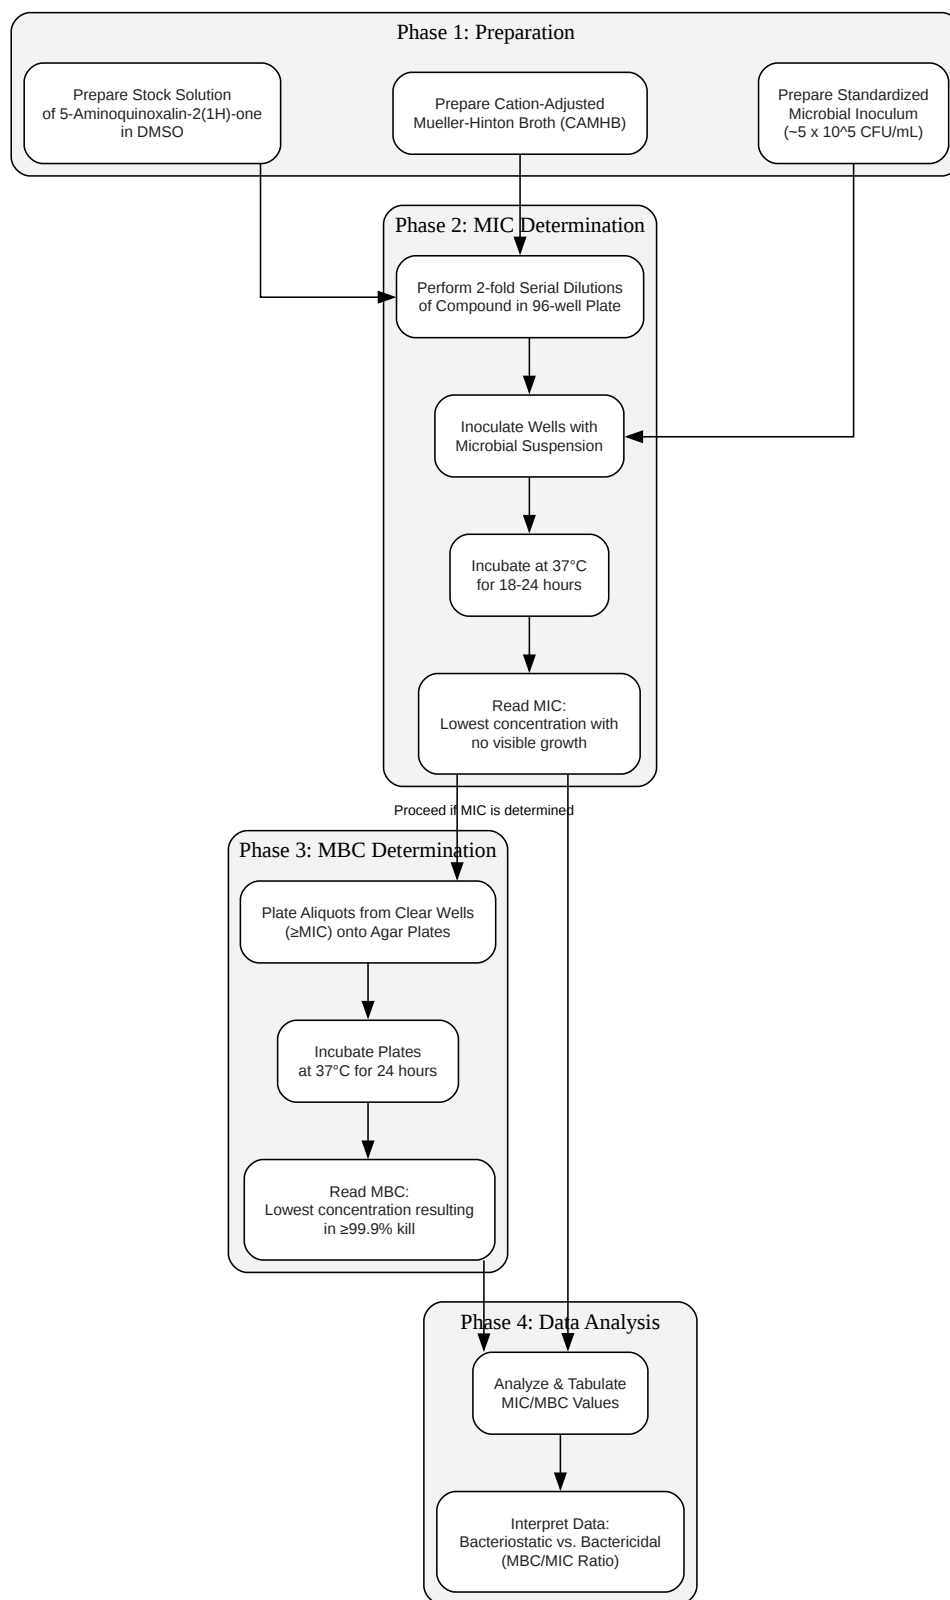 Phase 1: Preparation
Prepare Stock Solution
of 5-Aminoquinoxalin-2(1H)-one
in DMSO
Prepare Cation-Adjusted
Mueller-Hinton Broth (CAMHB)
Prepare Standardized
Microbial Inoculum
(~5 x 10^5 CFU/mL)
Phase 2: MIC Determination
Perform 2-fold Serial Dilutions
of Compound in 96-well Plate
Inoculate Wells with
Microbial Suspension
Incubate at 37°C
for 18-24 hours
Read MIC:
Lowest concentration with
no visible growth
Proceed if MIC is determined
Phase 3: MBC Determination
Plate Aliquots from Clear Wells
(≥MIC) onto Agar Plates
Incubate Plates
at 37°C for 24 hours
Read MBC:
Lowest concentration resulting
in ≥99.9% kill
Phase 4: Data Analysis
Analyze & Tabulate
MIC/MBC Values
Interpret Data:
Bacteriostatic vs. Bactericidal
(MBC/MIC Ratio)